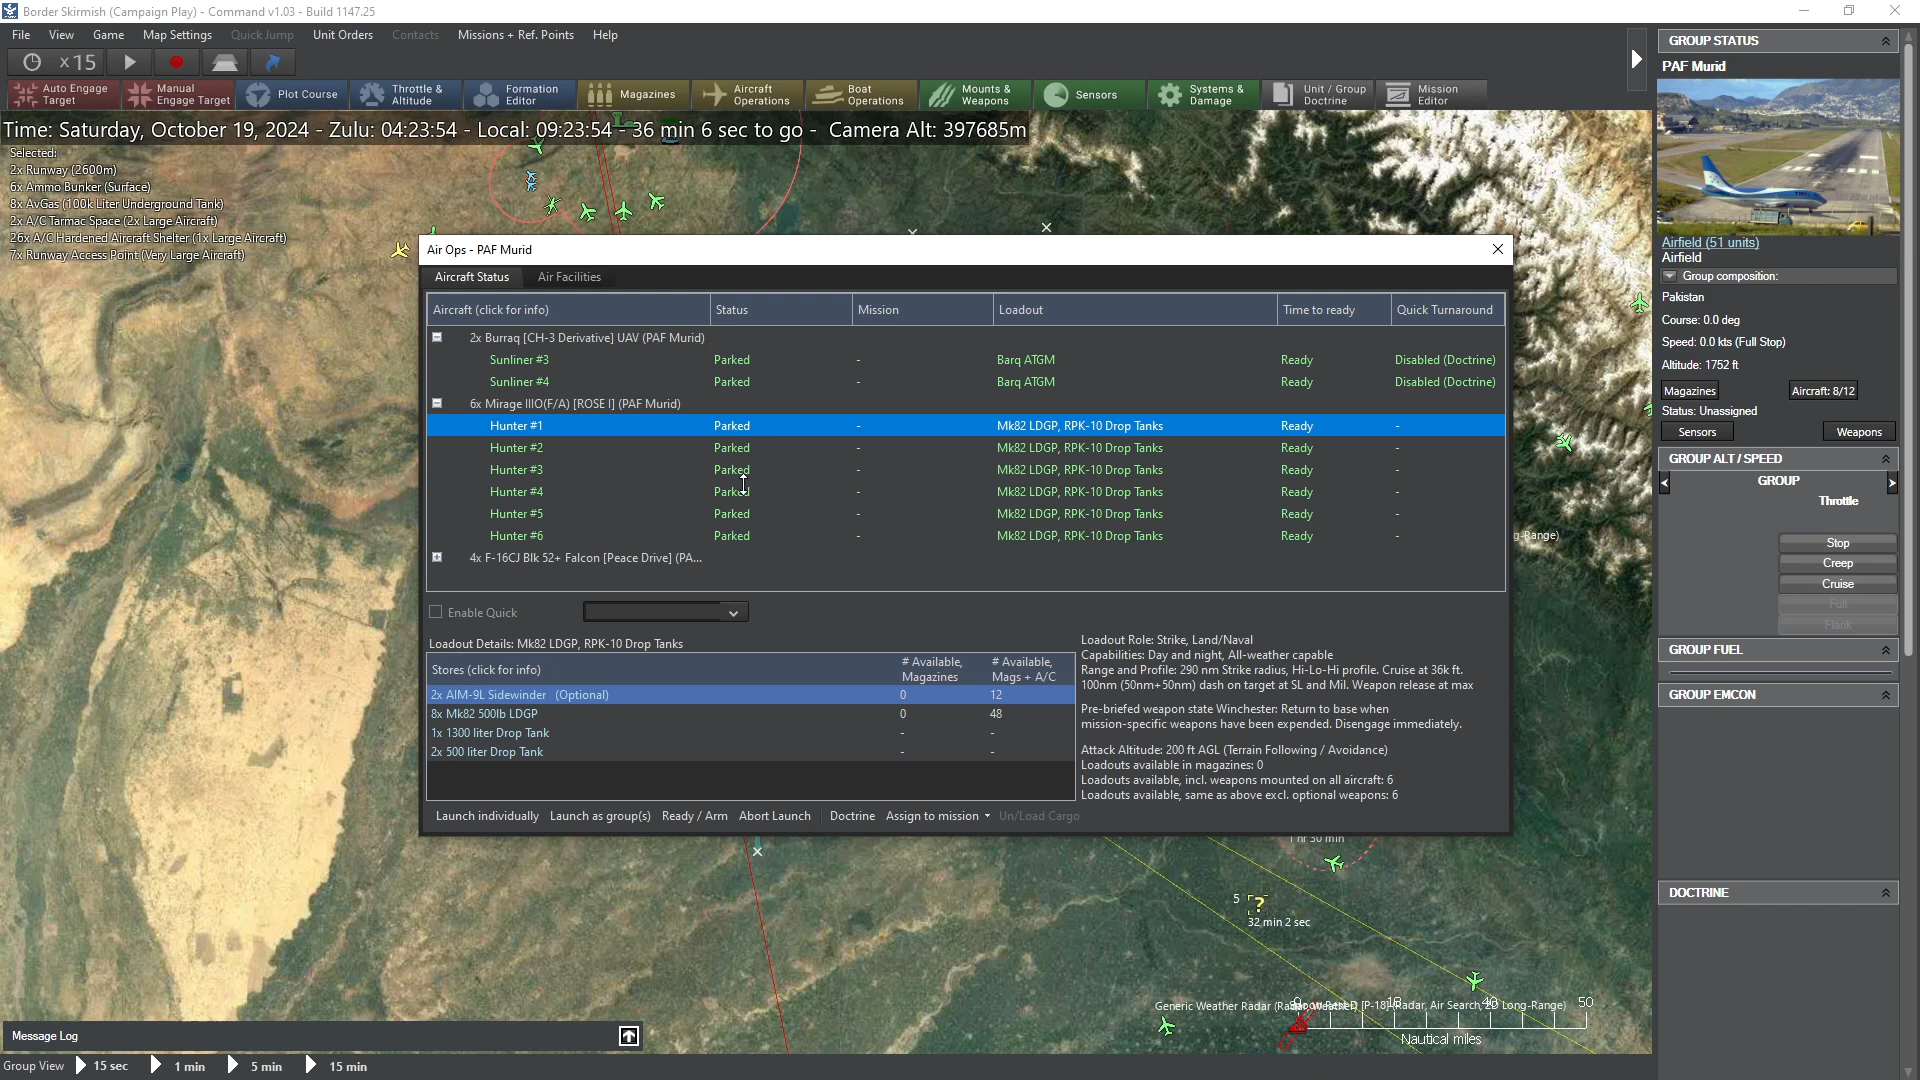 Border Skirmish (Campaign Play) - Command v1.03 - Build 1147.25
File View Game Map Settings Quick Jump Unit Orders Contacts Missions + Ref. Points Help
x 15
Auto Engage Target
Manual Engage Target
Plot Course
Throttle & Altitude
Formation Editor
Magazines
Aircraft Operations
Boat Operations
Mounts & Weapons
Sensors
Systems & Damage
Unit / Group Doctrine
Mission Editor
Time: Saturday, October 19, 2024 - Zulu: 04:23:54 - Local: 09:23:54 - 36 min 6 sec to go - Camera Alt: 397685m
Selected:
2x Runway (2600m)
6x Ammo Bunker (Surface)
8x AvGas (100k Liter Underground Tank)
2x A/C Tarmac Space (2x Large Aircraft)
26x A/C Hardened Aircraft Shelter (1x Large Aircraft)
7x Runway Access Point (Very Large Aircraft)
Air Ops - PAF Murid
Aircraft Status Air Facilities
Aircraft (click for info) Status Mission Loadout Time to ready Quick Turnaround
2x Burraq [CH-3 Derivative] UAV (PAF Murid)
Sunliner #3 Parked - Barq ATGM Ready Disabled (Doctrine)
Sunliner #4 Parked - Barq ATGM Ready Disabled (Doctrine)
6x Mirage IIIO(F/A) [ROSE I] (PAF Murid)
Hunter #1 Parked - Mk82 LDGP, RPK-10 Drop Tanks Ready -
Hunter #2 Parked - Mk82 LDGP, RPK-10 Drop Tanks Ready -
Hunter #3 Parked - Mk82 LDGP, RPK-10 Drop Tanks Ready -
Hunter #4 Parked - Mk82 LDGP, RPK-10 Drop Tanks Ready -
Hunter #5 Parked - Mk82 LDGP, RPK-10 Drop Tanks Ready -
Hunter #6 Parked - Mk82 LDGP, RPK-10 Drop Tanks Ready -
4x F-16CJ Blk 52+ Falcon [Peace Drive] (PA...
Enable Quick
Loadout Details: Mk82 LDGP, RPK-10 Drop Tanks
Stores (click for info) # Available, Magazines # Available, Mags + A/C
2x AIM-9L Sidewinder (Optional) 0 12
8x Mk82 500lb LDGP 0 48
1x 1300 liter Drop Tank - -
2x 500 liter Drop Tank - -
Loadout Role: Strike, Land/Naval
Capabilities: Day and night, All-weather capable
Range and Profile: 290 nm Strike radius, Hi-Lo-Hi profile. Cruise at 36k ft.
100nm (50nm+50nm) dash on target at SL and Mil. Weapon release at max
Pre-briefed weapon state Winchester: Return to base when
mission-specific weapons have been expended. Disengage immediately.
Attack Altitude: 200 ft AGL (Terrain Following / Avoidance)
Loadouts available in magazines: 0
Loadouts available, incl. weapons mounted on all aircraft: 6
Loadouts available, same as above excl. optional weapons: 6
Launch individually Launch as group(s) Ready / Arm Abort Launch Doctrine Assign to mission Un/Load Cargo
g-Range)
1 hr 30 min
5 ?
32 min 2 sec
Generic Weather Radar [P-18] Radar, Air Search, Long-Range)
50
Nautical miles
Message Log
Group View 15 sec 1 min 5 min 15 min
GROUP STATUS
PAF Murid
Airfield (51 units)
Airfield
Group composition:
Pakistan
Course: 0.0 deg
Speed: 0.0 kts (Full Stop)
Altitude: 1752 ft
Magazines Aircraft: 8/12
Status: Unassigned
Sensors Weapons
GROUP ALT / SPEED
GROUP
Throttle
Stop
Creep
Cruise
Full
Flank
GROUP FUEL
GROUP EMCON
DOCTRINE